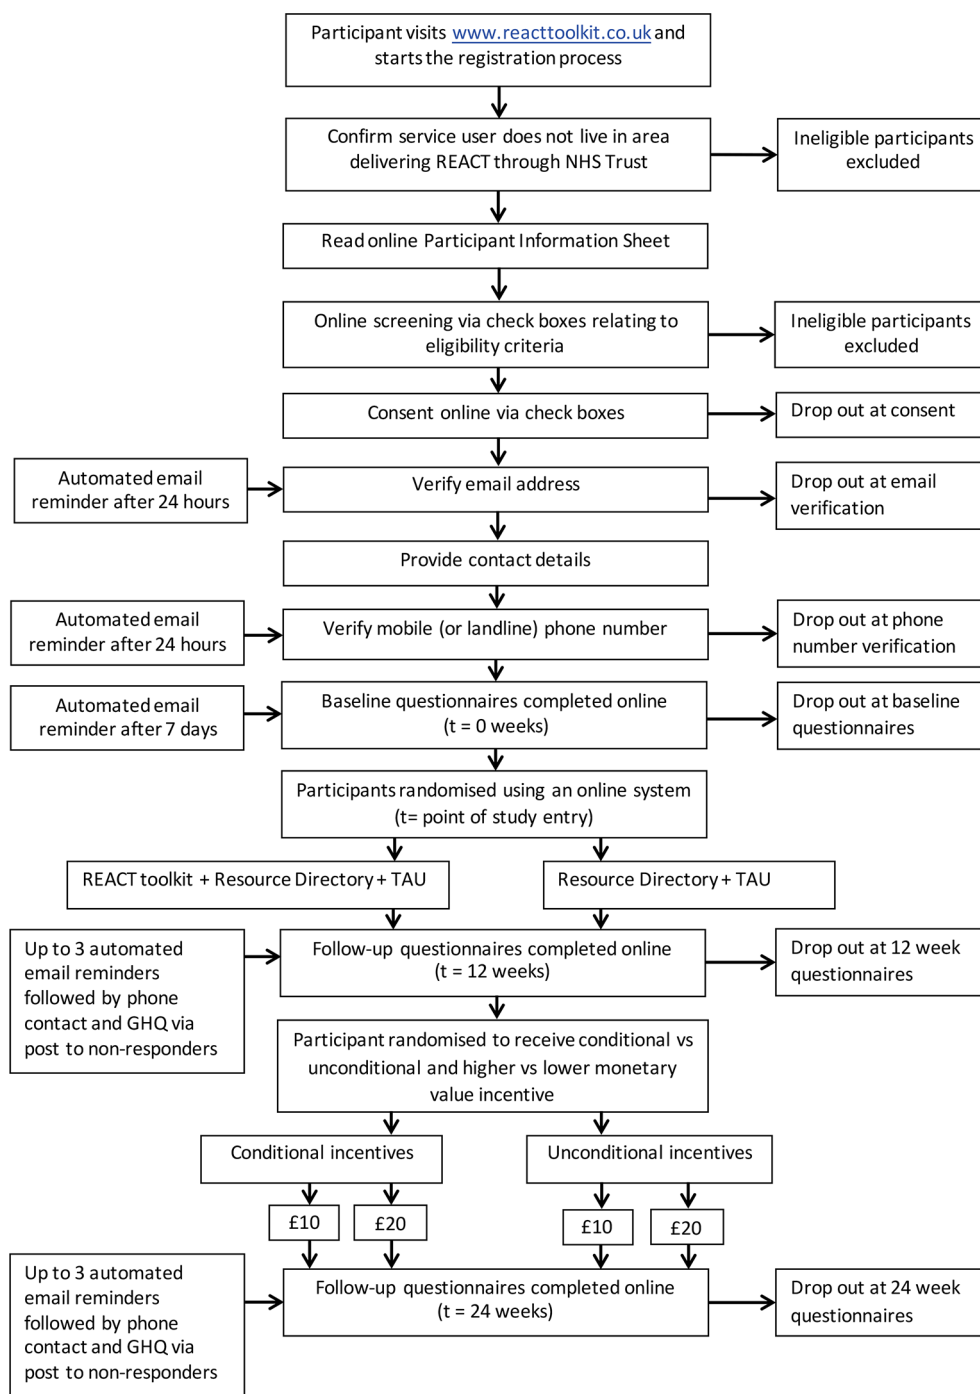 Participant visits www.reacttoolkit.co.uk and
starts the registration process
Confirm service user does not live in area
delivering REACT through NHS Trust
Ineligible participants
excluded
Read online Participant Information Sheet
Online screening via check boxes relating to
eligibility criteria
Ineligible participants
excluded
Consent online via check boxes
Drop out at consent
Automated email
reminder after 24 hours
Verify email address
Drop out at email
verification
Provide contact details
Automated email
reminder after 24 hours
Verify mobile (or landline) phone number
Drop out at phone
number verification
Automated email
reminder after 7 days
Baseline questionnaires completed online
(t = 0 weeks)
Drop out at baseline
questionnaires
Participants randomised using an online system
(t= point of study entry)
REACT toolkit + Resource Directory + TAU
Resource Directory + TAU
Up to 3 automated
email reminders
followed by phone
contact and GHQ via
post to non-responders
Follow-up questionnaires completed online
(t = 12 weeks)
Drop out at 12 week
questionnaires
Participant randomised to receive conditional vs
unconditional and higher vs lower monetary
value incentive
Conditional incentives
Unconditional incentives
£10
£20
£10
£20
Up to 3 automated
email reminders
followed by phone
contact and GHQ via
post to non-responders
Follow-up questionnaires completed online
(t = 24 weeks)
Drop out at 24 week
questionnaires